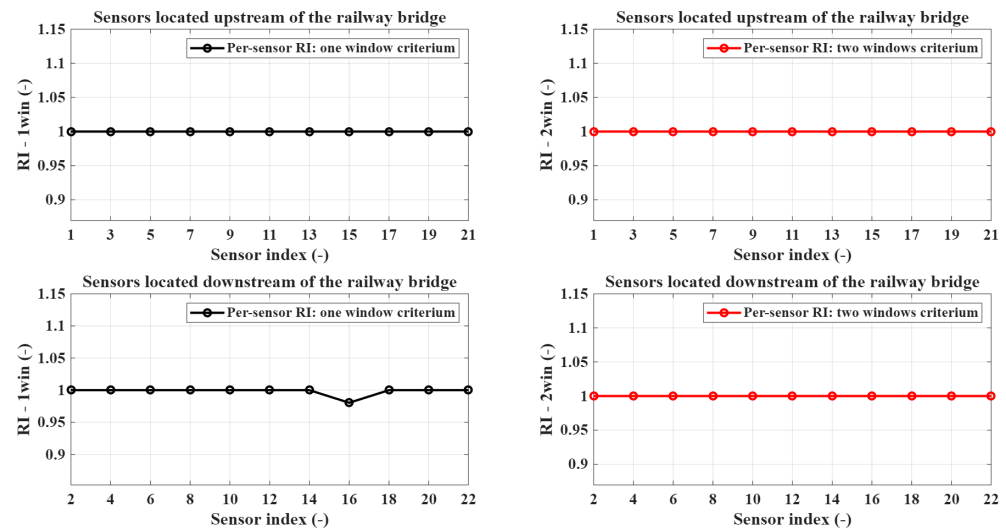 Sensors located upstream of the railway bridge
1.15
1.1
1.05
1
0.95
0.9
RI - 1win (-)
Per-sensor RI: one window criterium
1 3 5 7 9 11 13 15 17 19 21
Sensor index (-)
Sensors located upstream of the railway bridge
1.15
1.1
1.05
1
0.95
0.9
RI - 2win (-)
Per-sensor RI: two windows criterium
1 3 5 7 9 11 13 15 17 19 21
Sensor index (-)
Sensors located downstream of the railway bridge
1.15
1.1
1.05
1
0.95
0.9
RI - 1win (-)
Per-sensor RI: one window criterium
2 4 6 8 10 12 14 16 18 20 22
Sensor index (-)
Sensors located downstream of the railway bridge
1.15
1.1
1.05
1
0.95
0.9
RI - 2win (-)
Per-sensor RI: two windows criterium
2 4 6 8 10 12 14 16 18 20 22
Sensor index (-)